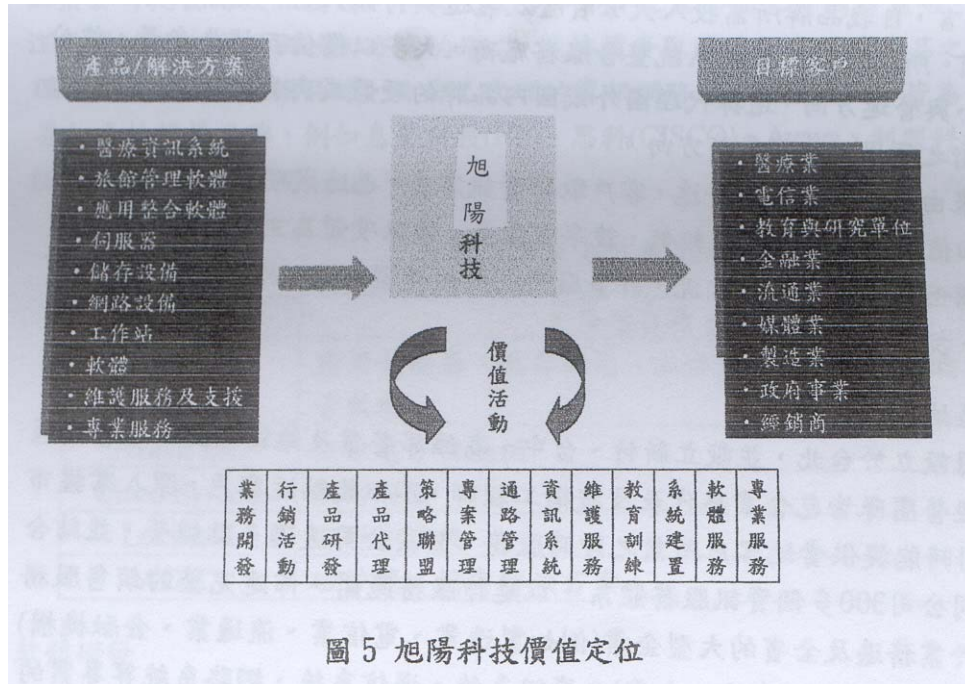 產品/解決方案
・醫療資訊系統
・旅館管理軟體
・應用整合軟體
・伺服器
・儲存設備
・網路設備
・工作站
・軟體
・維護服務及支援
・專業服務
旭陽科技
目標客戶
・醫療業
・電信業
・教育與研究單位
・金融業
・流通業
・媒體業
・製造業
・政府事業
・經銷商
價值活動
業務開發
行銷活動
產品研發
產品代理
策略聯盟
專案管理
通路管理
資訊系統
維護服務
教育訓練
系統建置
軟體服務
專業服務
圖 5 旭陽科技價值定位